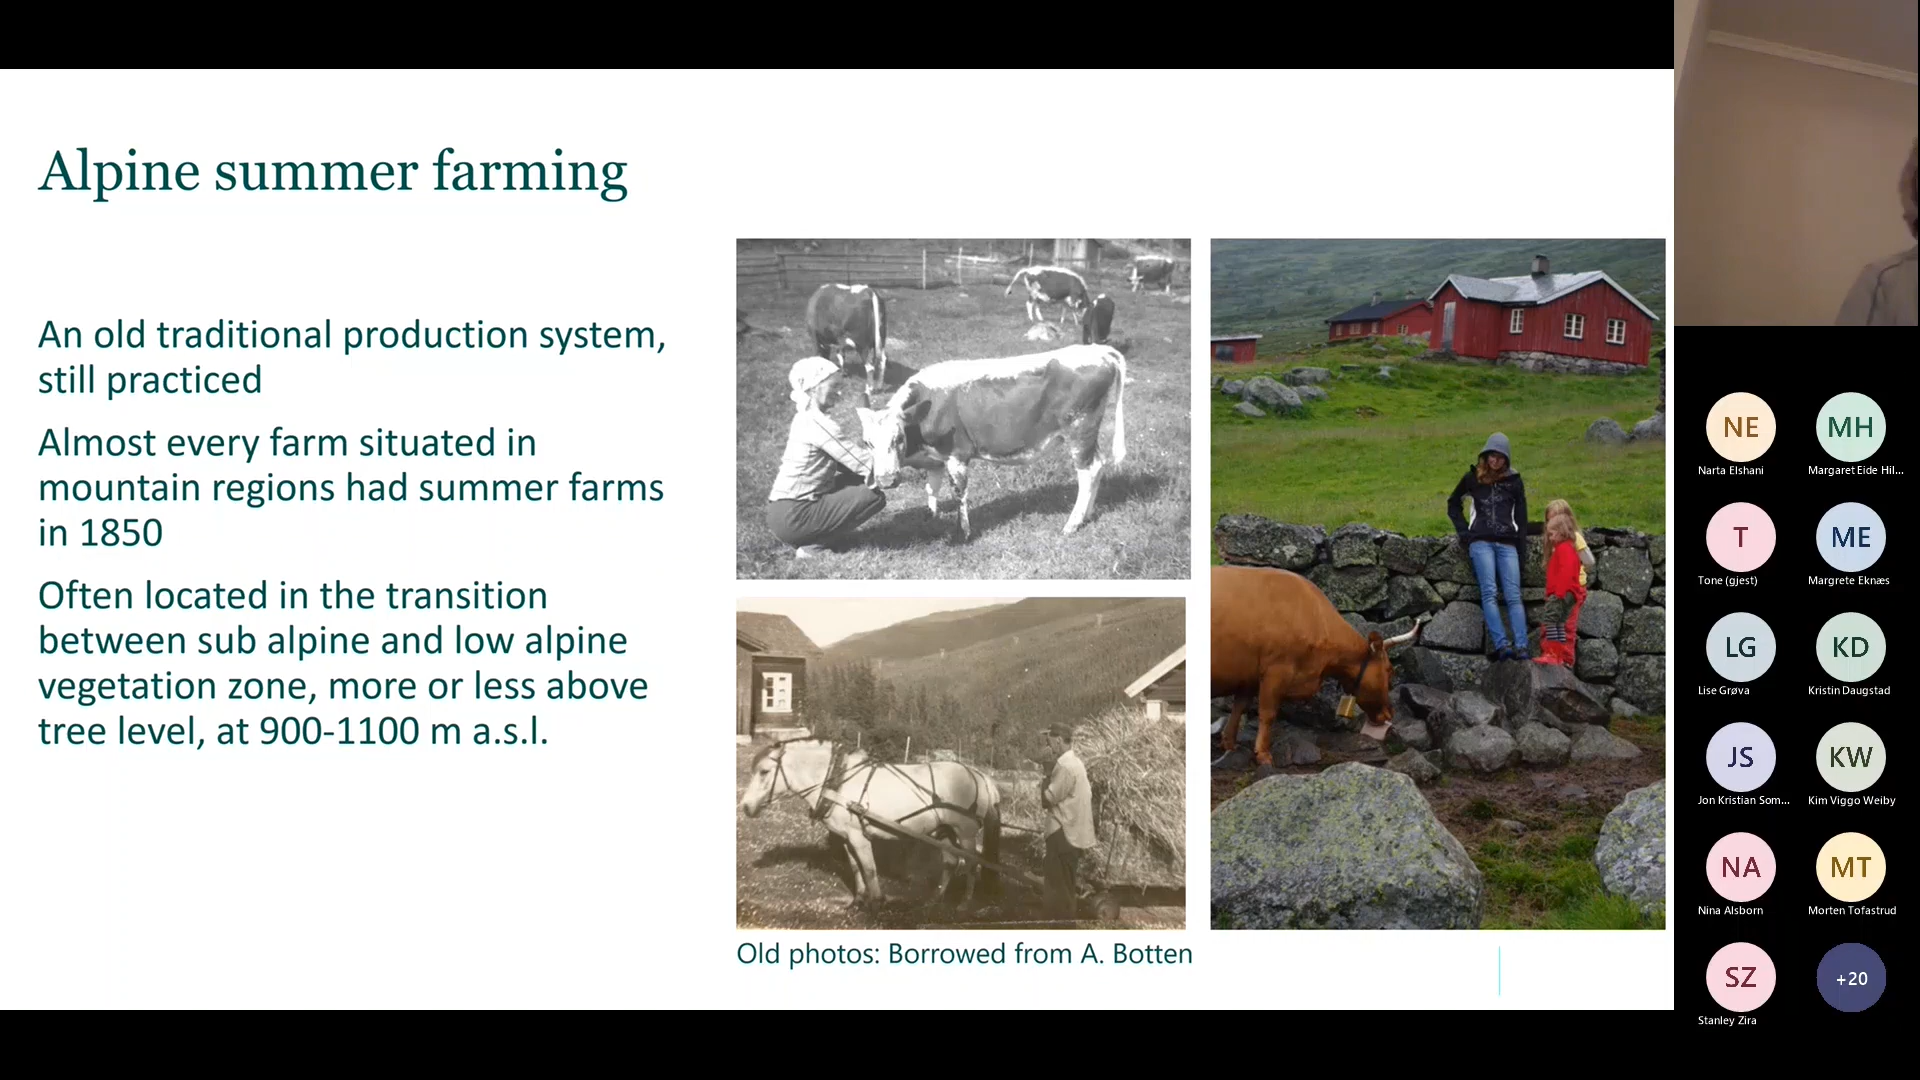 Alpine summer farming
An old traditional production system,
still practiced
Almost every farm situated in
mountain regions had summer farms
in 1850
Often located in the transition
between sub alpine and low alpine
vegetation zone, more or less above
tree level, at 900-1100 m a.s.l.
Old photos: Borrowed from A. Botten
NE
Narta Elshani
MH
Margaret Eide Hil...
T
Tone (gjest)
ME
Margrete Eknæs
LG
Lise Grøva
KD
Kristin Daugstad
JS
Jon Kristian Som...
KW
Kim Viggo Weiby
NA
Nina Alsborn
MT
Morten Tofastrud
SZ
Stanley Zira
+20